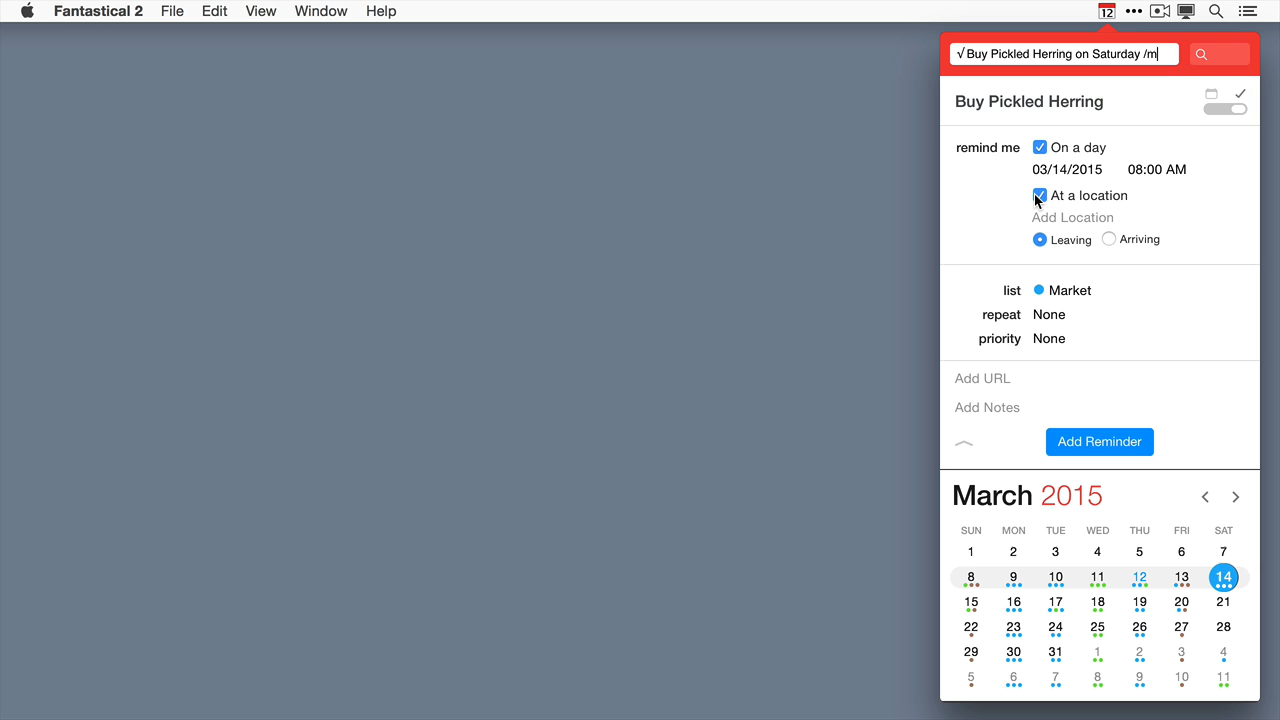 Fantastical 2 File Edit View Window Help 12
√ Buy Pickled Herring on Saturday /m
Buy Pickled Herring
remind me On a day
03/14/2015 08:00 AM
At a location
Add Location
Leaving Arriving
list Market
repeat None
priority None
Add URL
Add Notes
Add Reminder
March 2015
SUN MON TUE WED THU FRI SAT
1 2 3 4 5 6 7
8 9 10 11 12 13 14
15 16 17 18 19 20 21
22 23 24 25 26 27 28
29 30 31 1 2 3 4
5 6 7 8 9 10 11